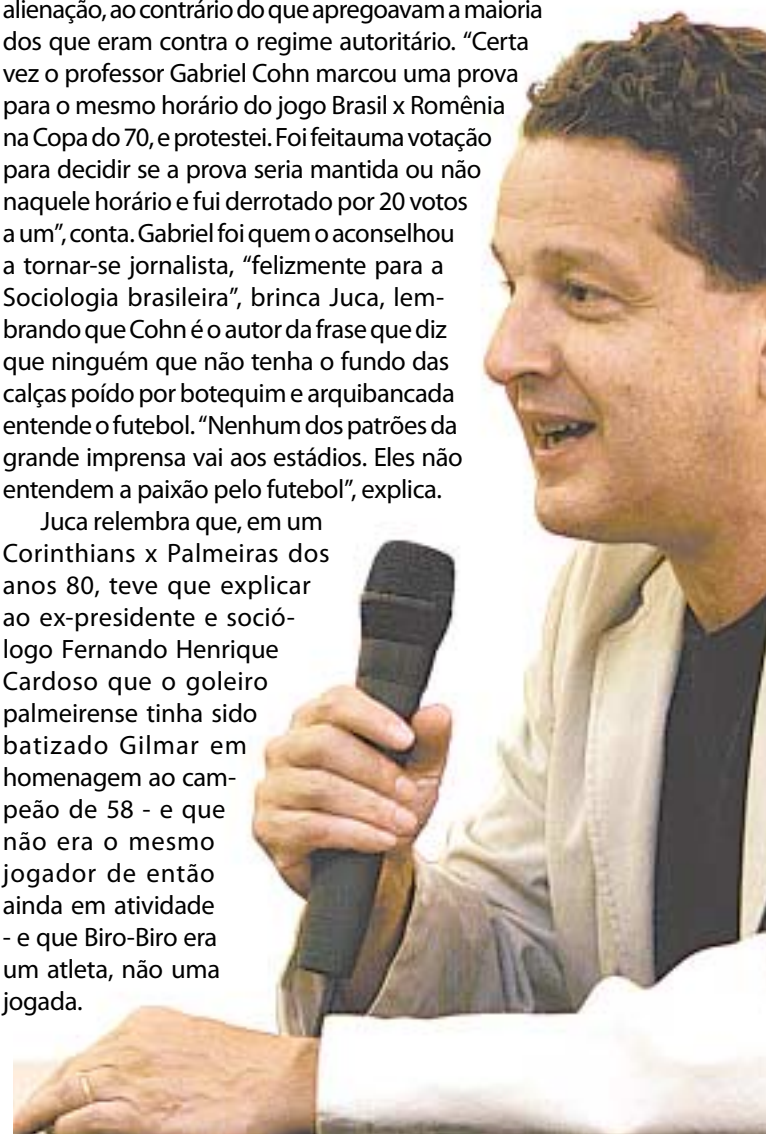 alienação, ao contrário do que apregoavam a maioria
dos que eram contra o regime autoritário. “Certa
vez o professor Gabriel Cohn marcou uma prova
para o mesmo horário do jogo Brasil x Romênia
na Copa do 70, e protestei. Foi feitauma votação
para decidir se a prova seria mantida ou não
naquele horário e fui derrotado por 20 votos
a um”, conta. Gabriel foi quem o aconselhou
a tornar-se jornalista, “felizmente para a
Sociologia brasileira”, brinca Juca, lem-
brando que Cohn é o autor da frase que diz
que ninguém que não tenha o fundo das
calças poído por botequim e arquibancada
entende o futebol. “Nenhum dos patrões da
grande imprensa vai aos estádios. Eles não
entendem a paixão pelo futebol”, explica.
Juca relembra que, em um
Corinthians x Palmeiras dos
anos 80, teve que explicar
ao ex-presidente e soció-
logo Fernando Henrique
Cardoso que o goleiro
palmeirense tinha sido
batizado Gilmar em
homenagem ao cam-
peão de 58 - e que
não era o mesmo
jogador de então
ainda em atividade
- e que Biro-Biro era
um atleta, não uma
jogada.